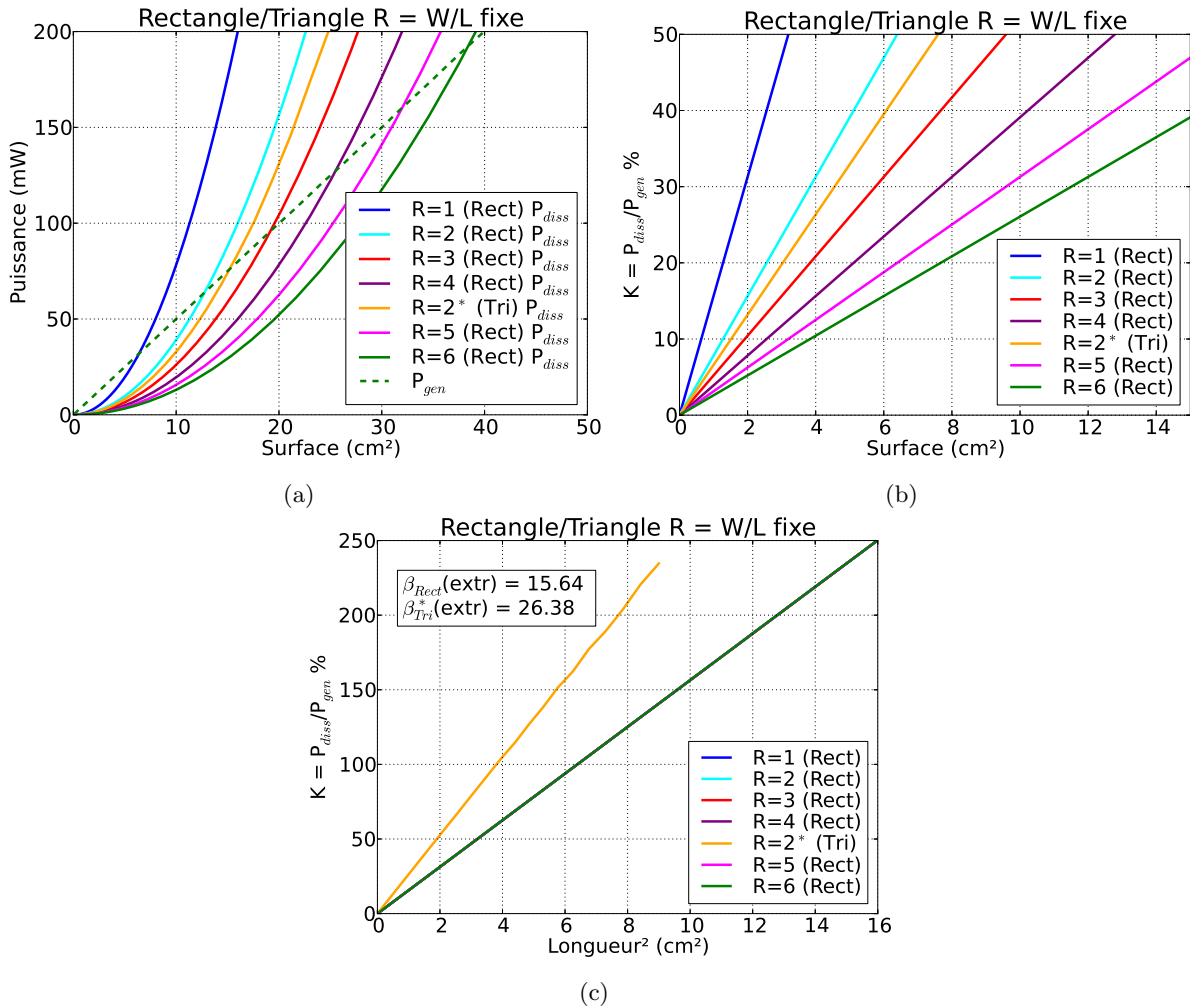 Rectangle/Triangle R = W/L fixe
200
150
100
50
0
Puissance (mW)
R=1 (Rect) P_diss
R=2 (Rect) P_diss
R=3 (Rect) P_diss
R=4 (Rect) P_diss
R=2* (Tri) P_diss
R=5 (Rect) P_diss
R=6 (Rect) P_diss
P_gen
0 10 20 30 40 50
Surface (cm²)
(a)
Rectangle/Triangle R = W/L fixe
50
40
30
20
10
0
K = P_diss/P_gen %
R=1 (Rect)
R=2 (Rect)
R=3 (Rect)
R=4 (Rect)
R=2* (Tri)
R=5 (Rect)
R=6 (Rect)
0 2 4 6 8 10 12 14
Surface (cm²)
(b)
Rectangle/Triangle R = W/L fixe
250
200
150
100
50
0
K = P_diss/P_gen %
β_Rect(extr) = 15.64
β*_Tri(extr) = 26.38
R=1 (Rect)
R=2 (Rect)
R=3 (Rect)
R=4 (Rect)
R=2* (Tri)
R=5 (Rect)
R=6 (Rect)
0 2 4 6 8 10 12 14 16
Longueur² (cm²)
(c)